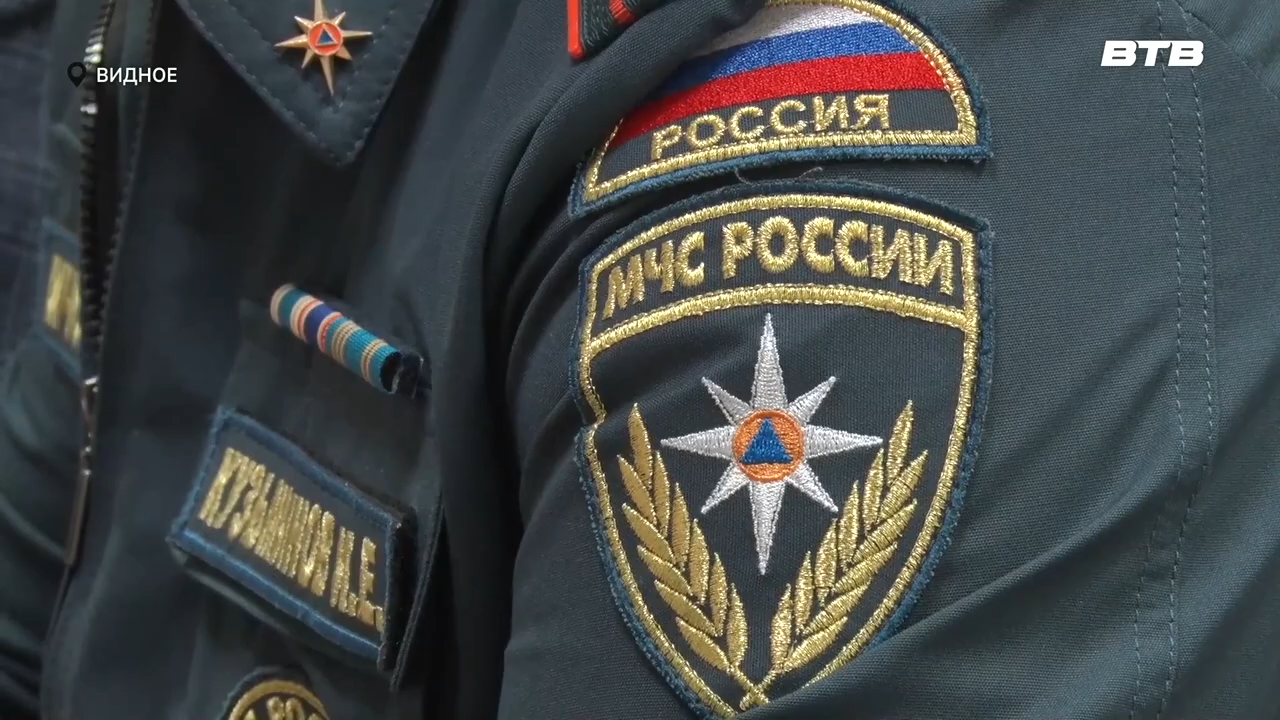 ВИДНОЕ
ВТВ
РОССИЯ
МЧС РОССИИ
КУЗЬМИНОВ Н.Е.